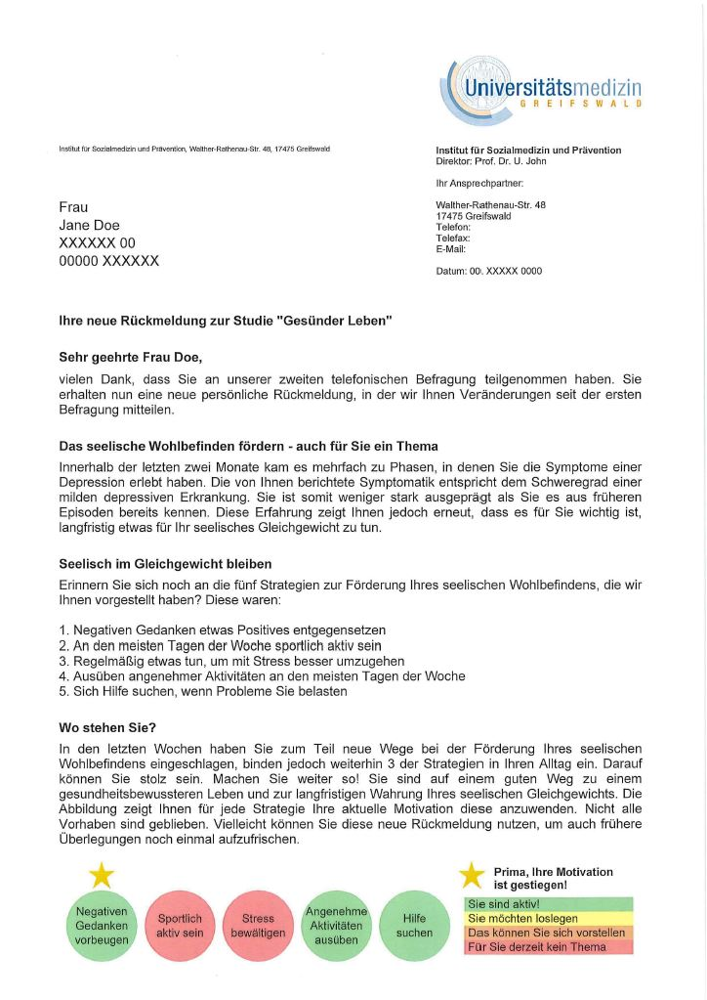 Universitätsmedizin
GREIFSWALD
Institut für Sozialmedizin und Prävention, Walther-Rathenau-Str. 48, 17475 Greifswald
Institut für Sozialmedizin und Prävention
Direktor: Prof. Dr. U. John
Ihr Ansprechpartner:
Walther-Rathenau-Str. 48
17475 Greifswald
Telefon:
Telefax:
E-Mail:
Datum: 00. XXXXX 0000
Frau
Jane Doe
XXXXXX 00
00000 XXXXXX
Ihre neue Rückmeldung zur Studie "Gesünder Leben"
Sehr geehrte Frau Doe,
vielen Dank, dass Sie an unserer zweiten telefonischen Befragung teilgenommen haben. Sie
erhalten nun eine neue persönliche Rückmeldung, in der wir Ihnen Veränderungen seit der ersten
Befragung mitteilen.
Das seelische Wohlbefinden fördern - auch für Sie ein Thema
Innerhalb der letzten zwei Monate kam es mehrfach zu Phasen, in denen Sie die Symptome einer
Depression erlebt haben. Die von Ihnen berichtete Symptomatik entspricht dem Schweregrad einer
milden depressiven Erkrankung. Sie ist somit weniger stark ausgeprägt als Sie es aus früheren
Episoden bereits kennen. Diese Erfahrung zeigt Ihnen jedoch erneut, dass es für Sie wichtig ist,
langfristig etwas für Ihr seelisches Gleichgewicht zu tun.
Seelisch im Gleichgewicht bleiben
Erinnern Sie sich noch an die fünf Strategien zur Förderung Ihres seelischen Wohlbefindens, die wir
Ihnen vorgestellt haben? Diese waren:
1. Negativen Gedanken etwas Positives entgegensetzen
2. An den meisten Tagen der Woche sportlich aktiv sein
3. Regelmäßig etwas tun, um mit Stress besser umzugehen
4. Ausüben angenehmer Aktivitäten an den meisten Tagen der Woche
5. Sich Hilfe suchen, wenn Probleme Sie belasten
Wo stehen Sie?
In den letzten Wochen haben Sie zum Teil neue Wege bei der Förderung Ihres seelischen
Wohlbefindens eingeschlagen, binden jedoch weiterhin 3 der Strategien in Ihren Alltag ein. Darauf
können Sie stolz sein. Machen Sie weiter so! Sie sind auf einem guten Weg zu einem
gesundheitsbewussteren Leben und zur langfristigen Wahrung Ihres seelischen Gleichgewichts. Die
Abbildung zeigt Ihnen für jede Strategie Ihre aktuelle Motivation diese anzuwenden. Nicht alle
Vorhaben sind geblieben. Vielleicht können Sie diese neue Rückmeldung nutzen, um auch frühere
Überlegungen noch einmal aufzufrischen.
Negativen
Gedanken
vorbeugen
Sportlich
aktiv sein
Stress
bewältigen
Angenehme
Aktivitäten
ausüben
Hilfe
suchen
Prima, Ihre Motivation
ist gestiegen!
Sie sind aktiv!
Sie möchten loslegen
Das können Sie sich vorstellen
Für Sie derzeit kein Thema